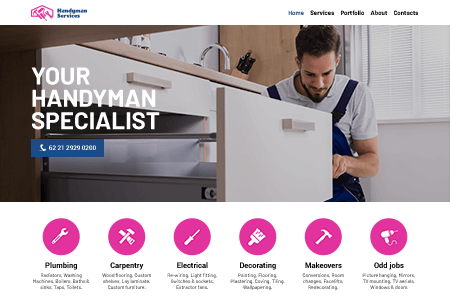 Handyman
Services
Home Services Portfolio About Contacts
YOUR
HANDYMAN
SPECIALIST
62 21 2929 0200
Plumbing Carpentry Electrical Decorating Makeovers Odd jobs
Radiators, Washing
Machines, Boilers, Baths &
sinks, Taps, Toilets.
Wood flooring, Custom
shelves, Lay laminate,
Custom furniture.
Re-wiring, Light fitting,
Switches & sockets,
Extractor fans.
Painting, Flooring,
Plastering, Coving, Tiling,
Wallpapering.
Conversions, Room
changes, Facelifts,
Redecorating.
Picture hanging, Mirrors,
TV mounting, TV aerials,
Windows & doors.